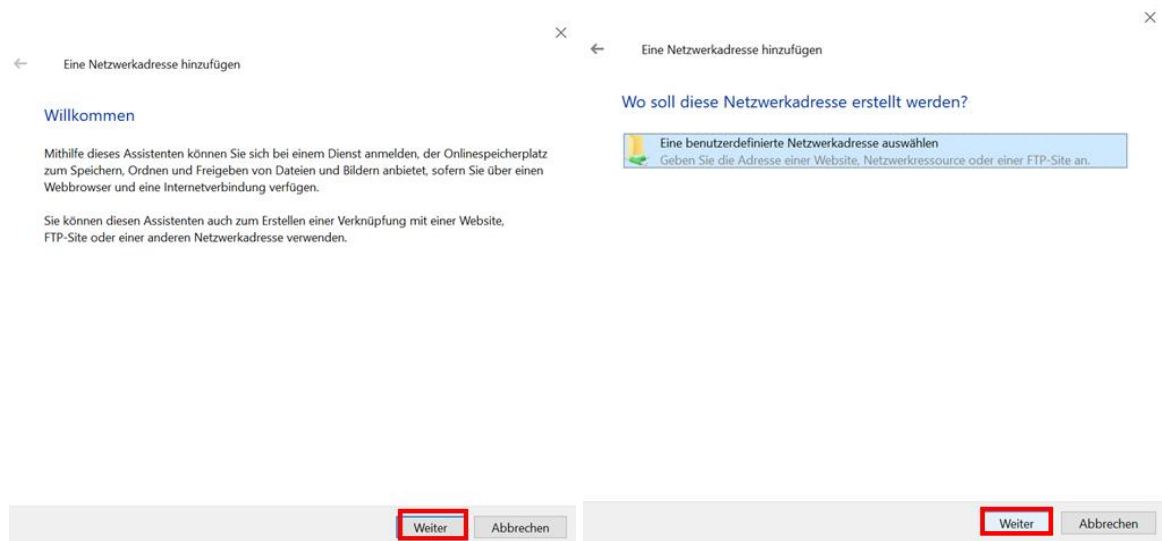 Eine Netzwerkadresse hinzufügen
Willkommen
Mithilfe dieses Assistenten können Sie sich bei einem Dienst anmelden, der Onlinespeicherplatz
zum Speichern, Ordnen und Freigeben von Dateien und Bildern anbietet, sofern Sie über einen
Webbrowser und eine Internetverbindung verfügen.
Sie können diesen Assistenten auch zum Erstellen einer Verknüpfung mit einer Website,
FTP-Site oder einer anderen Netzwerkadresse verwenden.
Weiter Abbrechen
Eine Netzwerkadresse hinzufügen
Wo soll diese Netzwerkadresse erstellt werden?
Eine benutzerdefinierte Netzwerkadresse auswählen
Geben Sie die Adresse einer Website, Netzwerkressource oder einer FTP-Site an.
Weiter Abbrechen